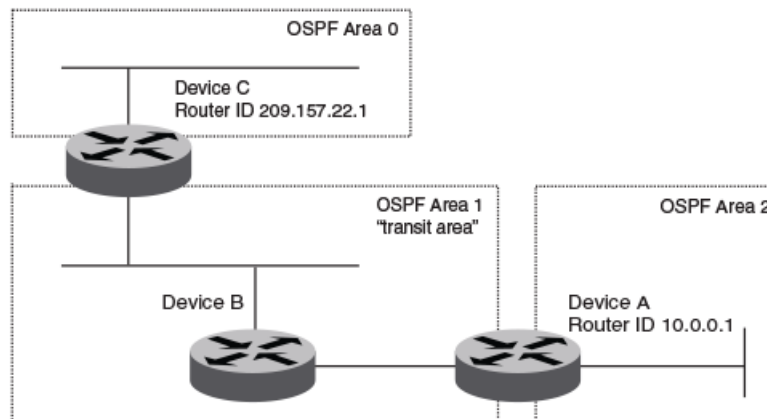 OSPF Area 0
Device C
Router ID 209.157.22.1
OSPF Area 1
“transit area”
OSPF Area 2
Device B
Device A
Router ID 10.0.0.1